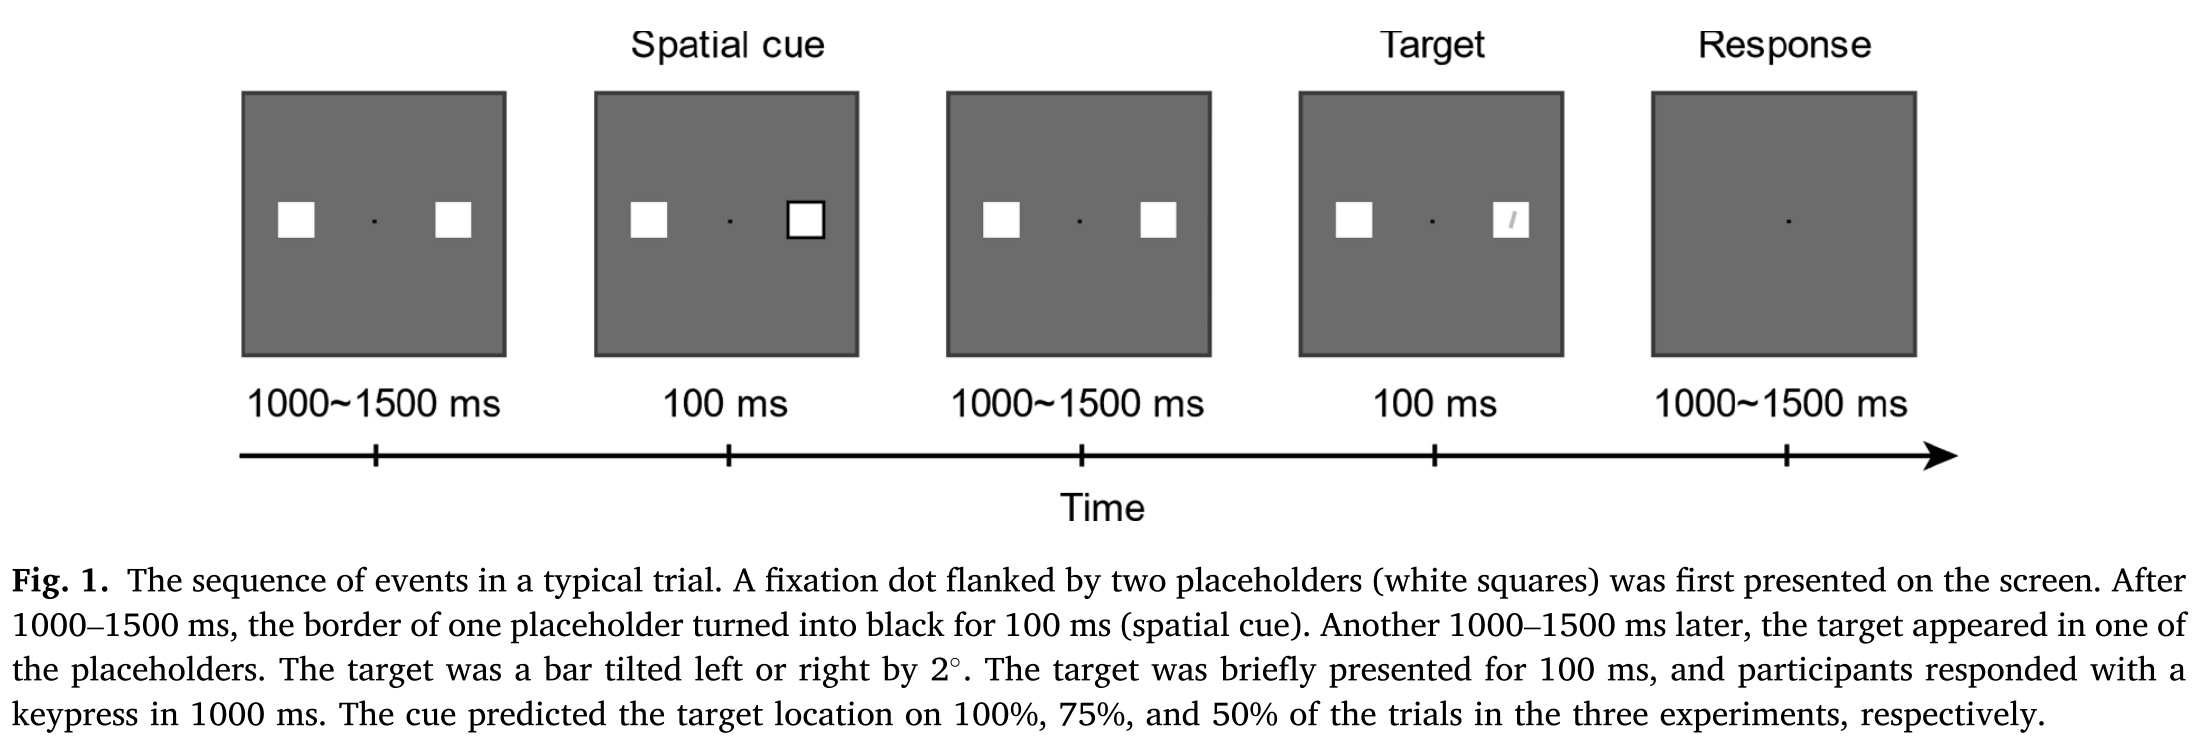 Spatial cue Target Response
1000~1500 ms 100 ms 1000~1500 ms 100 ms 1000~1500 ms
Time
Fig. 1. The sequence of events in a typical trial. A fixation dot flanked by two placeholders (white squares) was first presented on the screen. After
1000–1500 ms, the border of one placeholder turned into black for 100 ms (spatial cue). Another 1000–1500 ms later, the target appeared in one of
the placeholders. The target was a bar tilted left or right by 2°. The target was briefly presented for 100 ms, and participants responded with a
keypress in 1000 ms. The cue predicted the target location on 100%, 75%, and 50% of the trials in the three experiments, respectively.